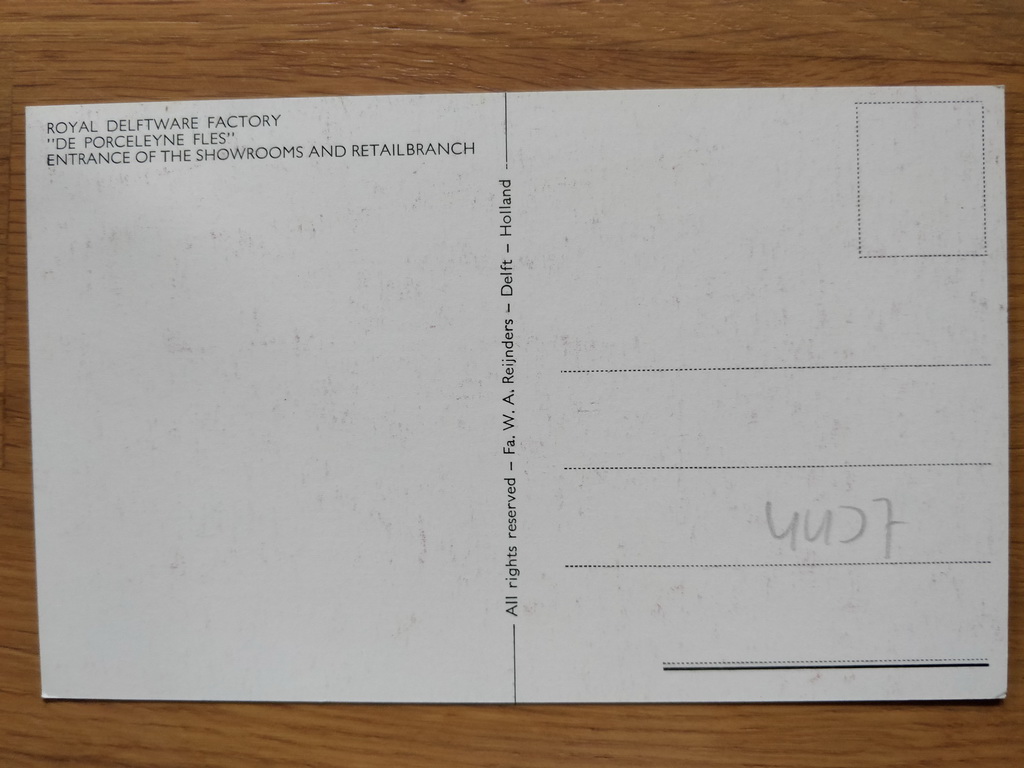 ROYAL DELFTWARE FACTORY
"DE PORCELEYNE FLES"
ENTRANCE OF THE SHOWROOMS AND RETAILBRANCH
All rights reserved – Fa. W. A. Reijnders – Delft – Holland